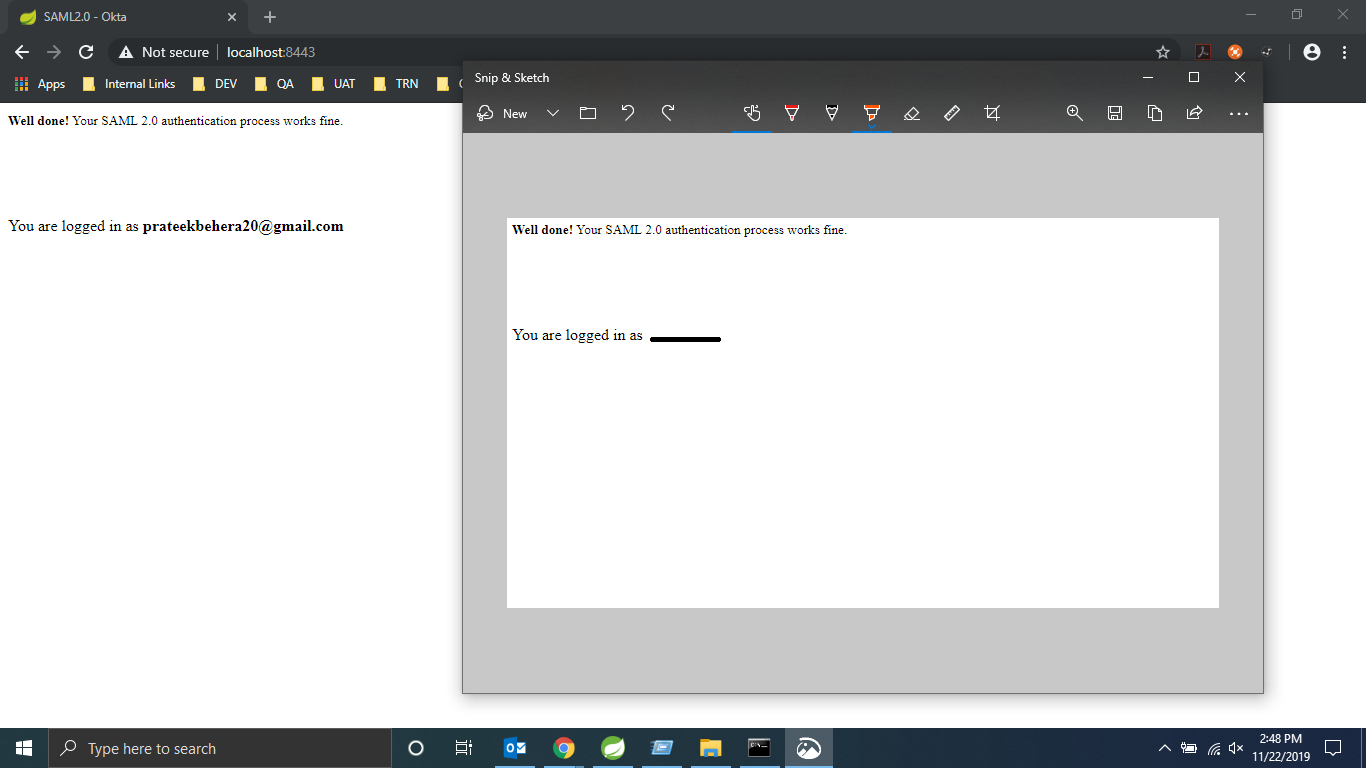 SAML2.0 - Okta
Not secure
localhost:8443
Apps
Internal Links
DEV
QA
UAT
TRN
Well done! Your SAML 2.0 authentication process works fine.
You are logged in as prateekbehera20@gmail.com
Snip & Sketch
New
Well done! Your SAML 2.0 authentication process works fine.
You are logged in as
Type here to search
2:48 PM
11/22/2019